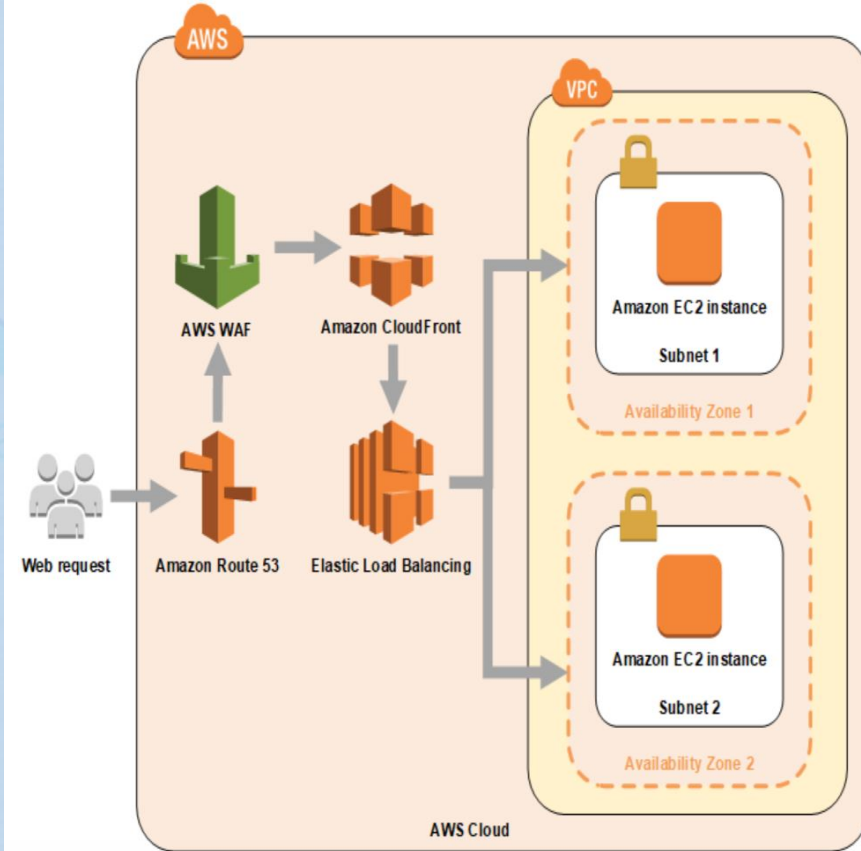 AWS
VPC
Amazon EC2 instance
Subnet 1
Availability Zone 1
AWS WAF
Amazon CloudFront
Web request
Amazon Route 53
Elastic Load Balancing
Amazon EC2 instance
Subnet 2
Availability Zone 2
AWS Cloud